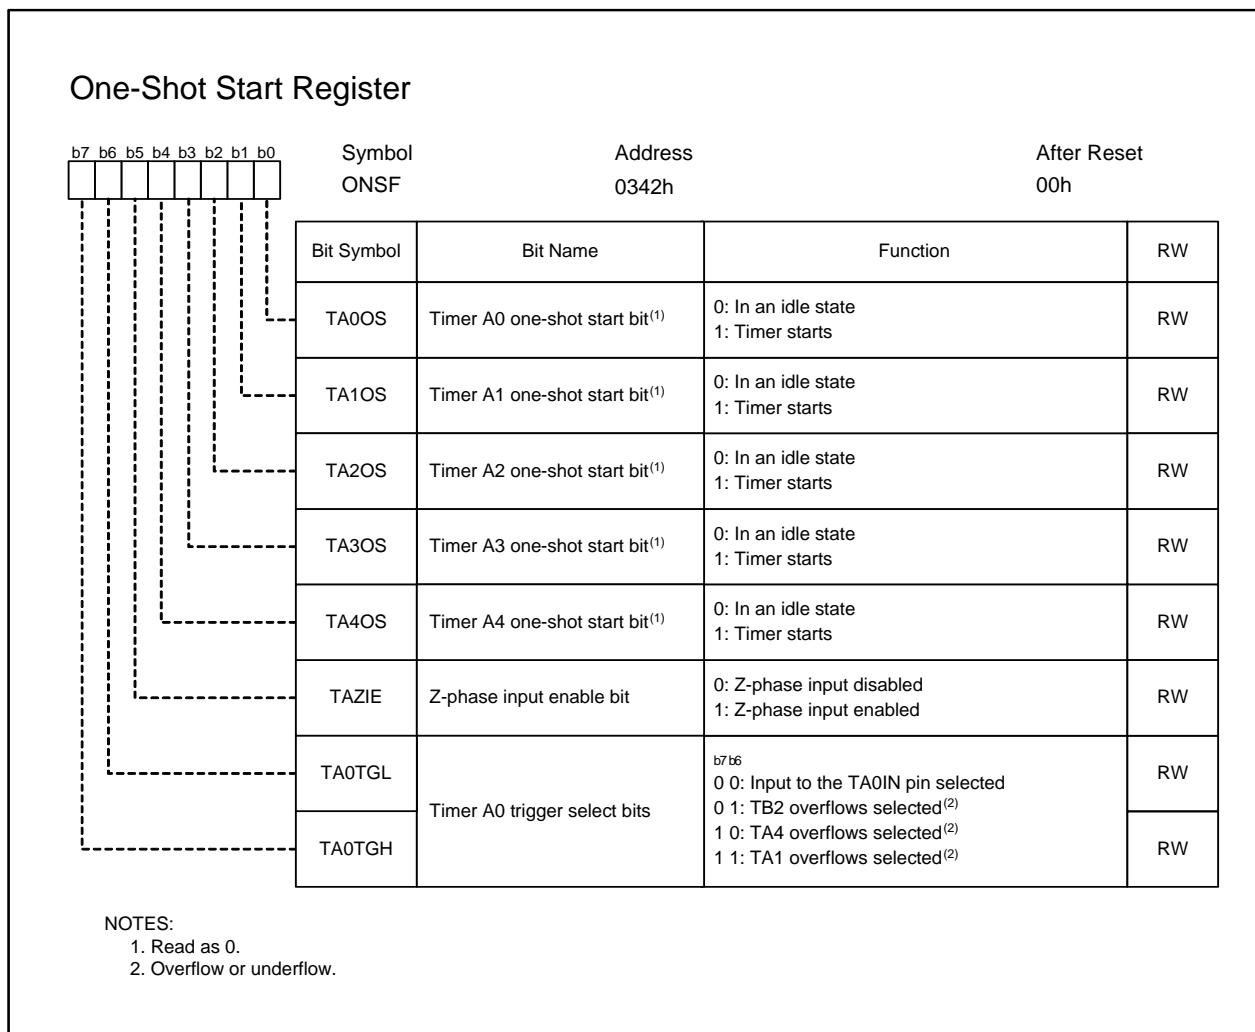 One-Shot Start Register
b7 b6 b5 b4 b3 b2 b1 b0
Symbol Address After Reset
ONSF 0342h 00h
Bit Symbol Bit Name Function RW
TA0OS Timer A0 one-shot start bit(1) 0: In an idle state
1: Timer starts RW
TA1OS Timer A1 one-shot start bit(1) 0: In an idle state
1: Timer starts RW
TA2OS Timer A2 one-shot start bit(1) 0: In an idle state
1: Timer starts RW
TA3OS Timer A3 one-shot start bit(1) 0: In an idle state
1: Timer starts RW
TA4OS Timer A4 one-shot start bit(1) 0: In an idle state
1: Timer starts RW
TAZIE Z-phase input enable bit 0: Z-phase input disabled
1: Z-phase input enabled RW
TA0TGL Timer A0 trigger select bits b7 b6
0 0: Input to the TA0IN pin selected RW
0 1: TB2 overflows selected(2)
1 0: TA4 overflows selected(2)
TA0TGH 1 1: TA1 overflows selected(2) RW
NOTES:
1. Read as 0.
2. Overflow or underflow.